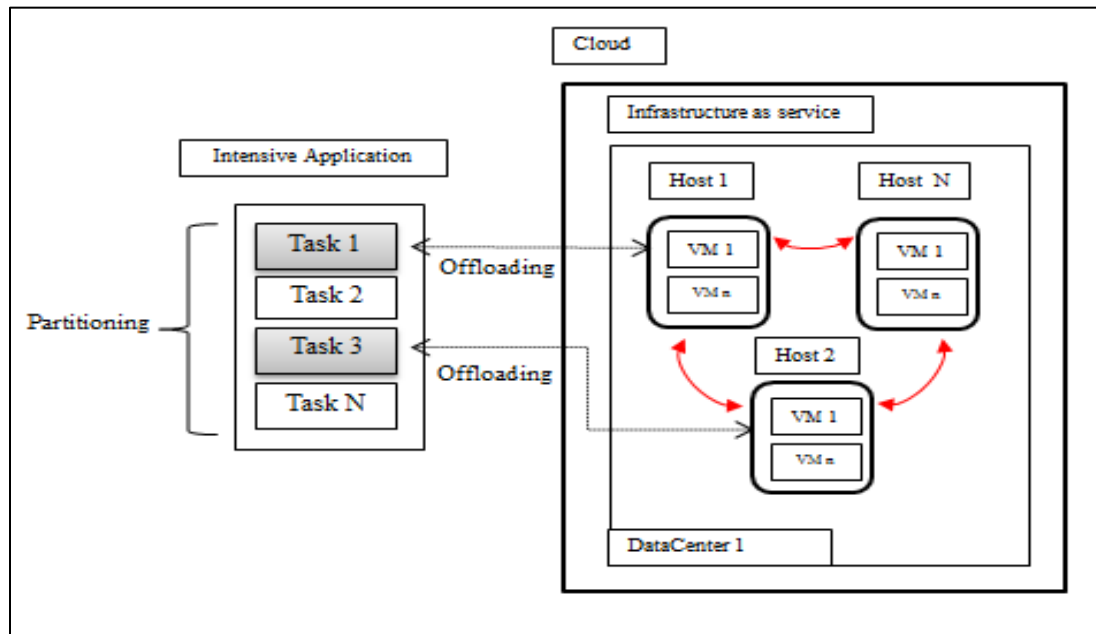 Cloud
Infrastructure as service
Intensive Application
Host 1
Host N
Task 1
Task 2
Task 3
Task N
Partitioning
Offloading
Offloading
VM 1
VM n
VM 1
VM n
Host 2
VM 1
VM n
DataCenter 1